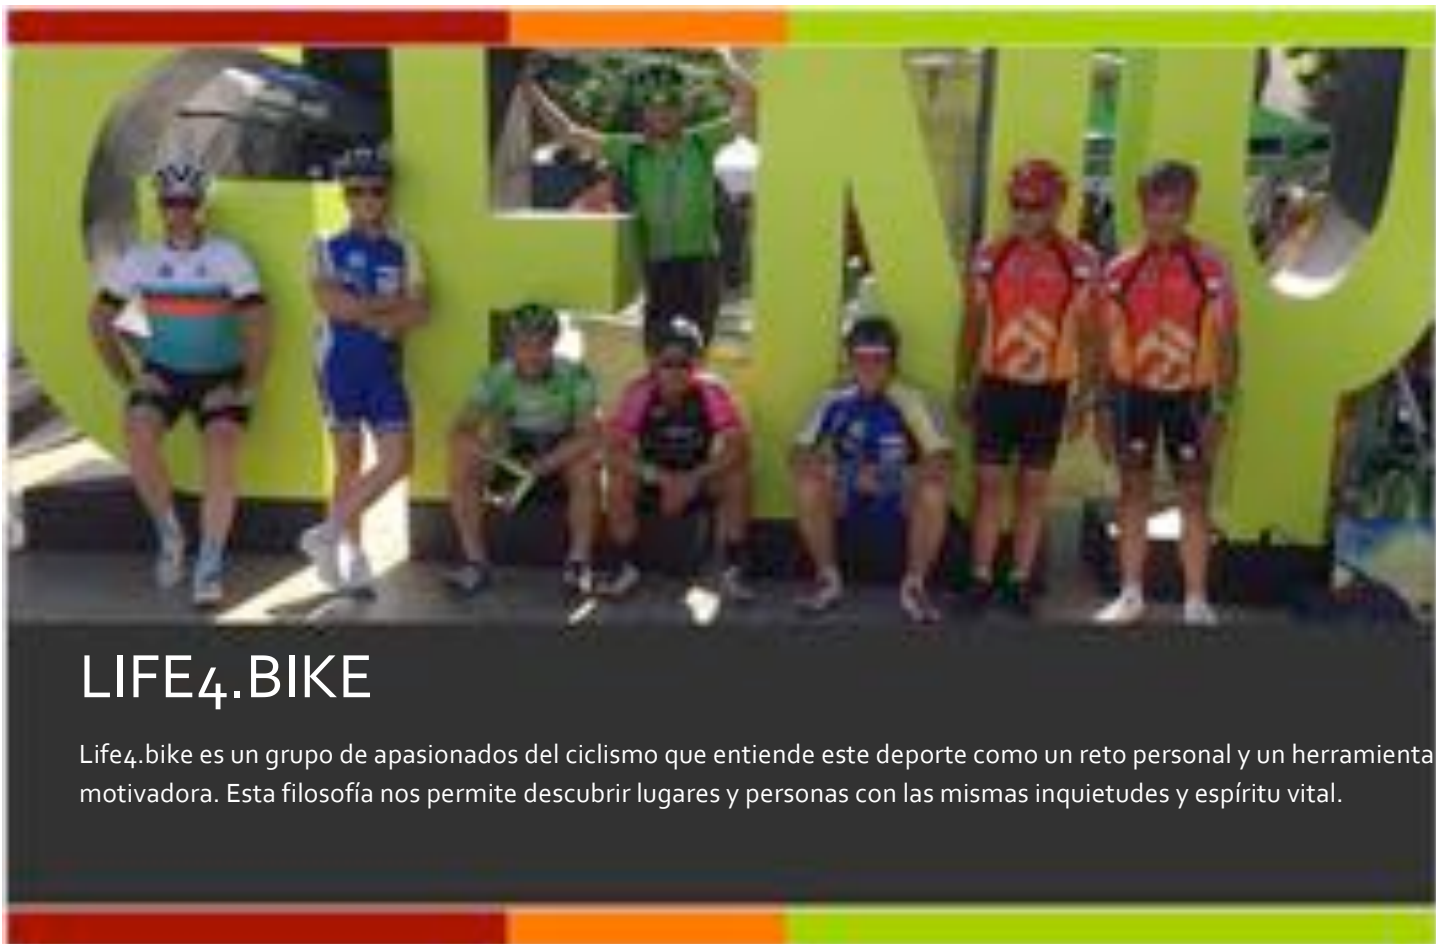 LIFE4.BIKE
Life4.bike es un grupo de apasionados del ciclismo que entiende este deporte como un reto personal y un herramienta
motivadora. Esta filosofía nos permite descubrir lugares y personas con las mismas inquietudes y espíritu vital.